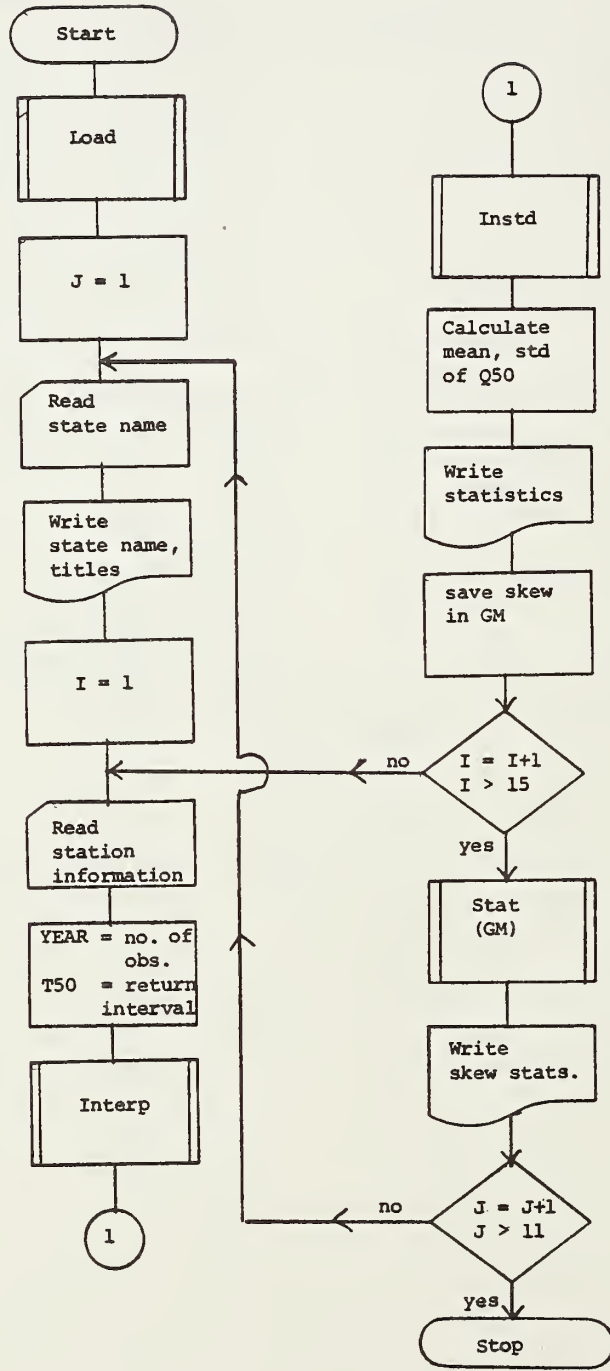 Start
Load
J = 1
Read
state name
Write
state name,
titles
I = 1
Read
station
information
YEAR = no. of
obs.
T50 = return
interval
Interp
1
1
Instd
Calculate
mean, std
of Q50
Write
statistics
save skew
in GM
I = I+1
I > 15
no
yes
Stat
(GM)
Write
skew stats.
J = J+1
J > 11
no
yes
Stop